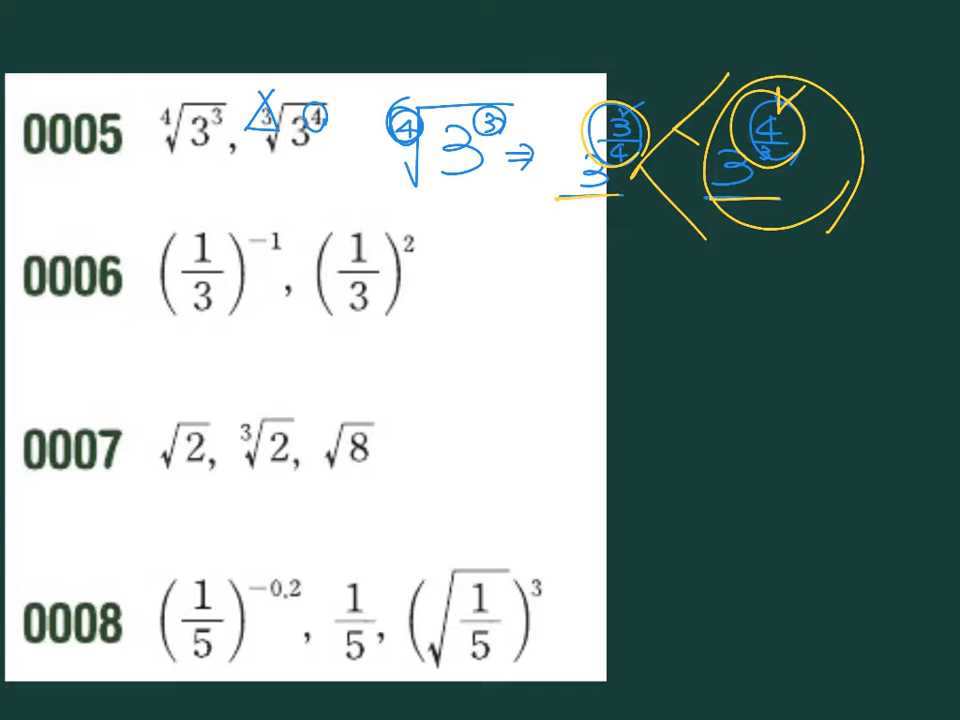 0005 ⁴√3³, ³√3⁴ ⁴√3³ ⇒ 3^(3/4) < 3^(4/3)
0006 (1/3)⁻¹, (1/3)²
0007 √2, ³√2, √8
0008 (1/5)^(−0.2), 1/5, (√(1/5))³